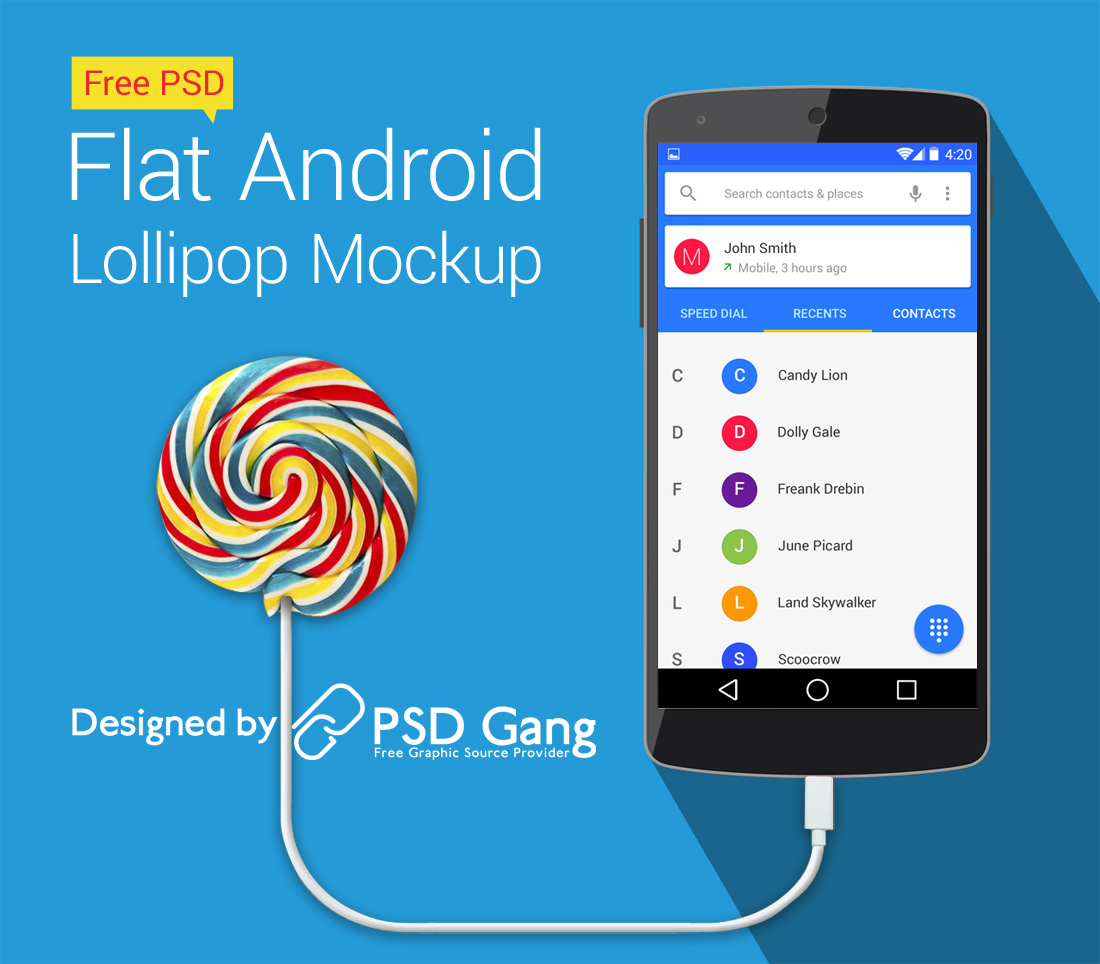 Free PSD
Flat Android
Lollipop Mockup
4:20
Search contacts & places
M
John Smith
Mobile, 3 hours ago
SPEED DIAL RECENTS CONTACTS
C C Candy Lion
D D Dolly Gale
F F Freank Drebin
J J June Picard
L L Land Skywalker
S S Scoocrow
Designed by PSD Gang
Free Graphic Source Provider